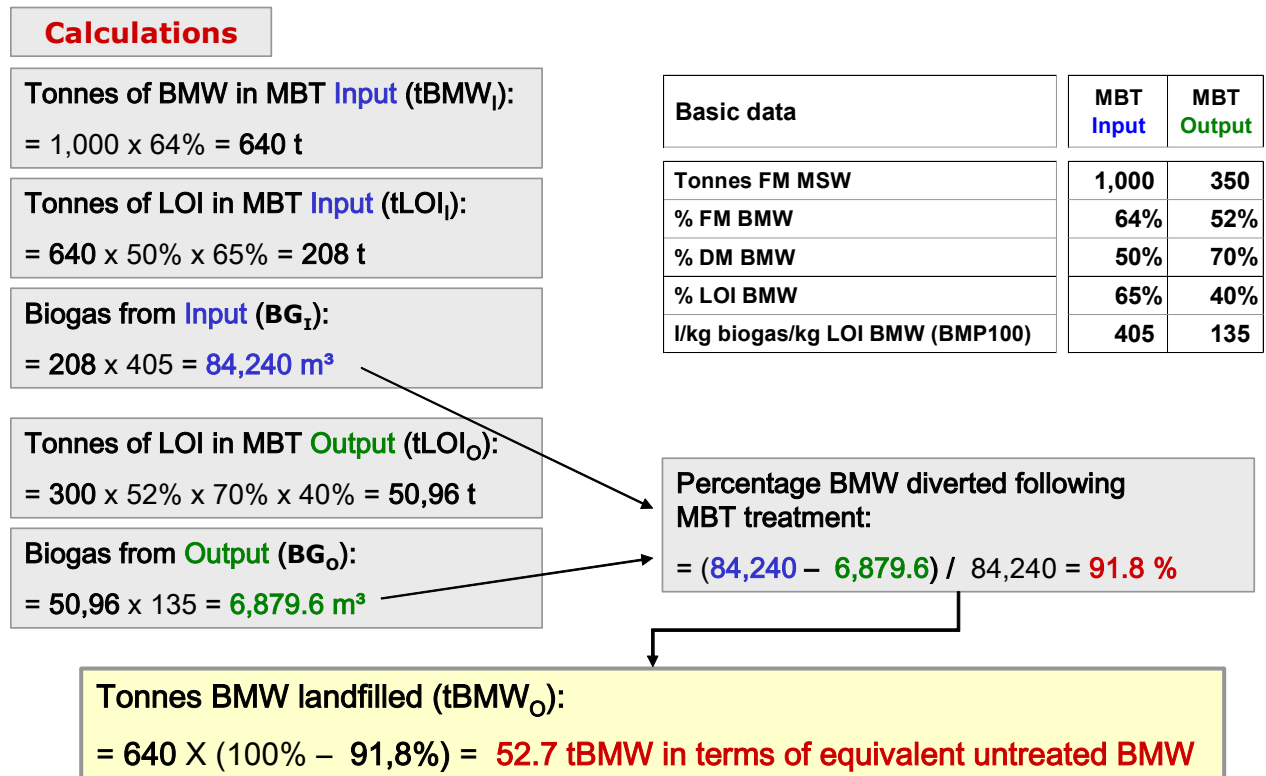 Calculations
Tonnes of BMW in MBT Input (tBMW_I):
= 1,000 x 64% = 640 t
Tonnes of LOI in MBT Input (tLOI_I):
= 640 x 50% x 65% = 208 t
Biogas from Input (BG_I):
= 208 x 405 = 84,240 m³
Tonnes of LOI in MBT Output (tLOI_O):
= 300 x 52% x 70% x 40% = 50,96 t
Biogas from Output (BG_O):
= 50,96 x 135 = 6,879.6 m³
Basic data MBT Input MBT Output
Tonnes FM MSW 1,000 350
% FM BMW 64% 52%
% DM BMW 50% 70%
% LOI BMW 65% 40%
l/kg biogas/kg LOI BMW (BMP100) 405 135
Percentage BMW diverted following
MBT treatment:
= (84,240 – 6,879.6) / 84,240 = 91.8 %
Tonnes BMW landfilled (tBMW_O):
= 640 X (100% – 91,8%) = 52.7 tBMW in terms of equivalent untreated BMW